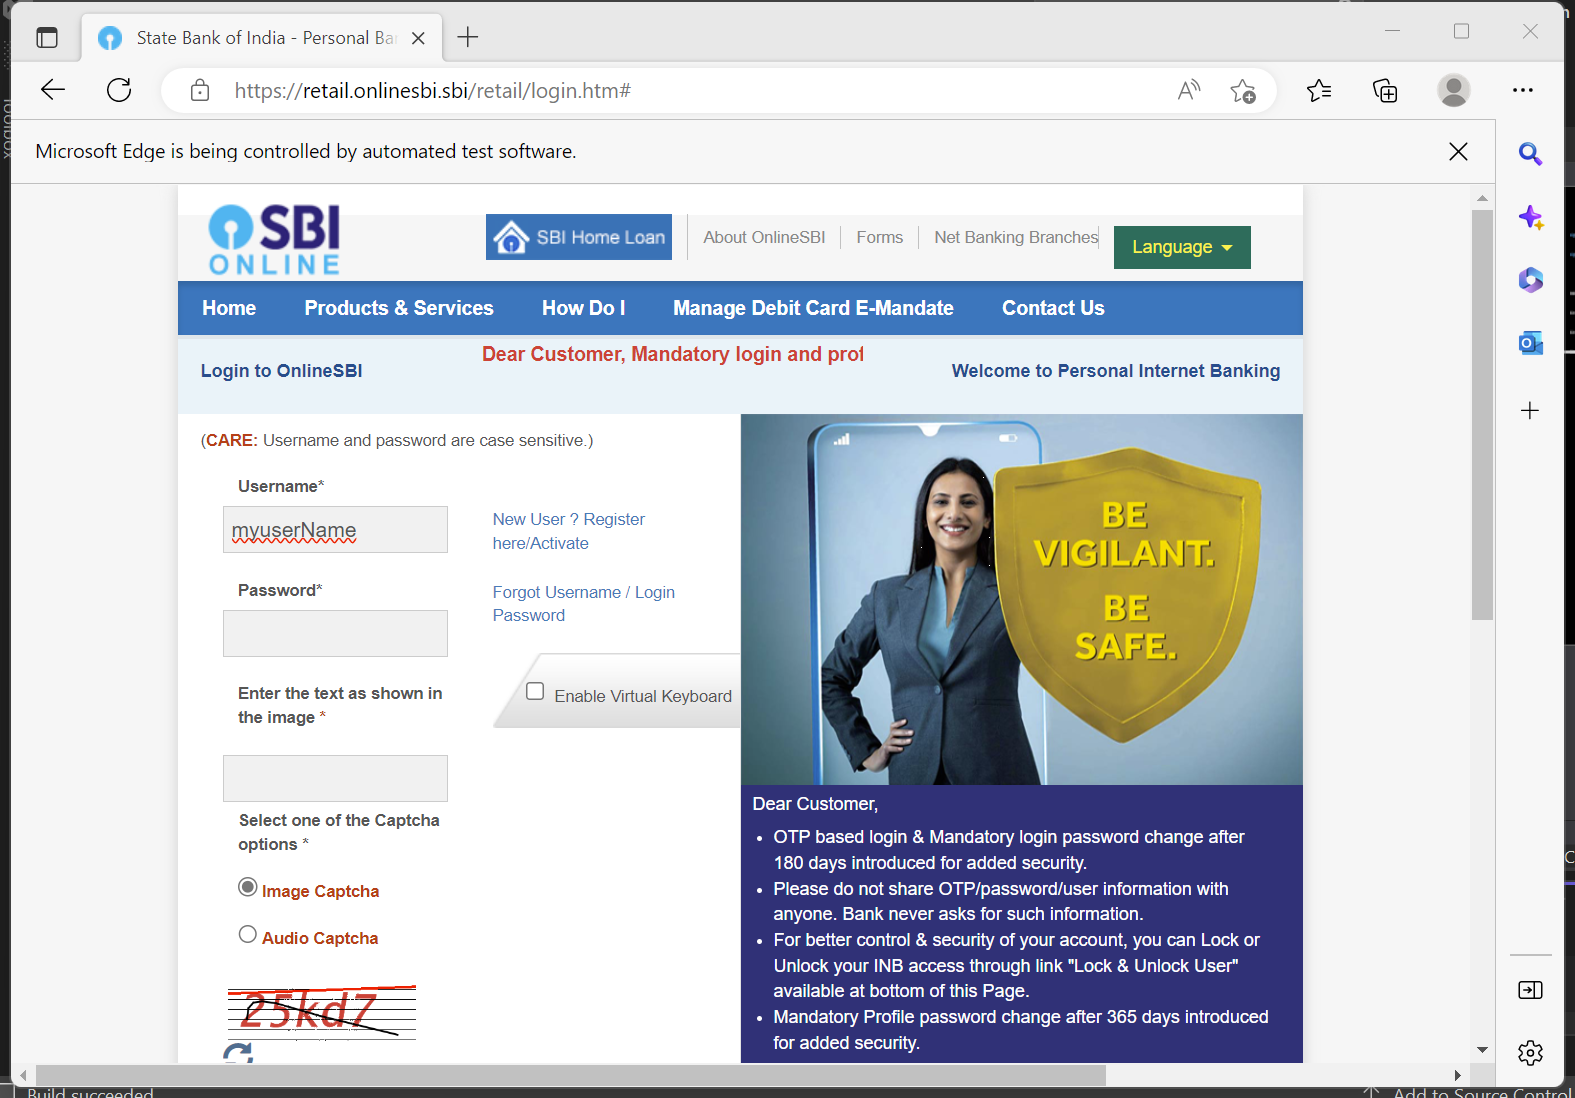 State Bank of India - Personal Ba
https://retail.onlinesbi.sbi/retail/login.htm#
Microsoft Edge is being controlled by automated test software.
SBI
ONLINE
SBI Home Loan
About OnlineSBI
Forms
Net Banking Branches
Language
Home
Products & Services
How Do I
Manage Debit Card E-Mandate
Contact Us
Dear Customer, Mandatory login and prof
Login to OnlineSBI
Welcome to Personal Internet Banking
(CARE: Username and password are case sensitive.)
Username*
myuserName
New User ? Register
here/Activate
Password*
Forgot Username / Login
Password
Enter the text as shown in
the image *
Enable Virtual Keyboard
Select one of the Captcha
options *
Image Captcha
Audio Captcha
25kd7
BE
VIGILANT.
BE
SAFE.
Dear Customer,
• OTP based login & Mandatory login password change after
180 days introduced for added security.
• Please do not share OTP/password/user information with
anyone. Bank never asks for such information.
• For better control & security of your account, you can Lock or
Unlock your INB access through link "Lock & Unlock User"
available at bottom of this Page.
• Mandatory Profile password change after 365 days introduced
for added security.
Toolbox
Build succeeded
Add to Source Control